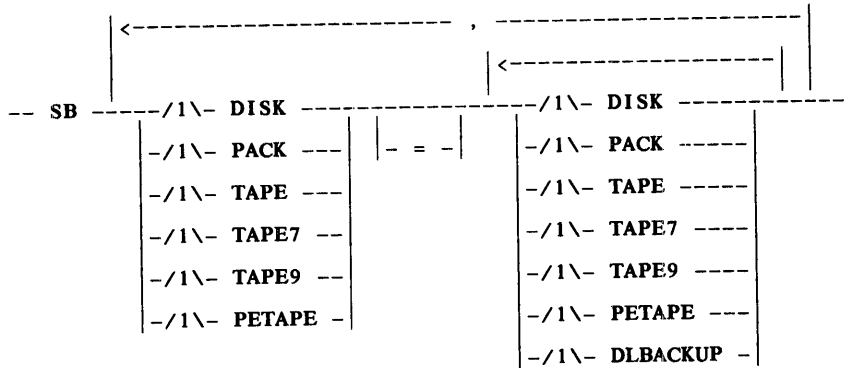 |<-------------------- , --------------------|
|<------------------|
-- SB -----/1\- DISK ----------------/1\- DISK -----------
-/1\- PACK --- |- = -| -/1\- PACK -----
-/1\- TAPE --- -/1\- TAPE -----
-/1\- TAPE7 -- -/1\- TAPE7 ----
-/1\- TAPE9 -- -/1\- TAPE9 ----
-/1\- PETAPE - -/1\- PETAPE ---
-/1\- DLBACKUP -